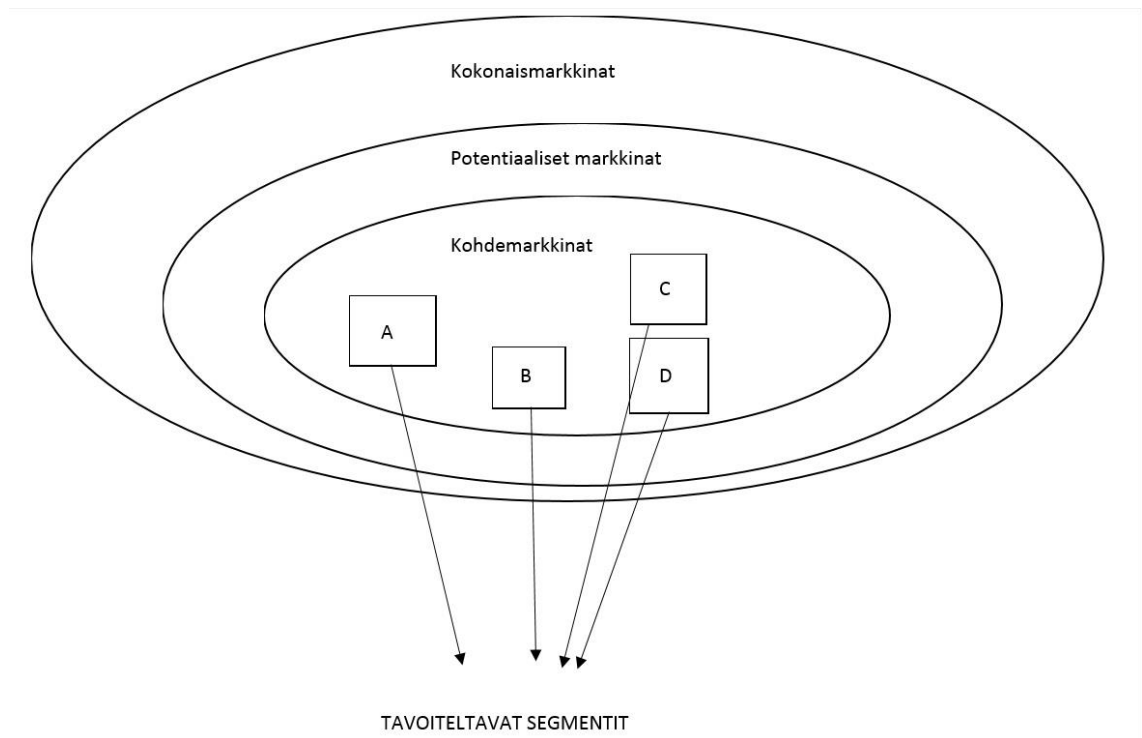 Kokonaismarkkinat
Potentiaaliset markkinat
Kohdemarkkinat
C
A
B
D
TAVOITELTAVAT SEGMENTIT